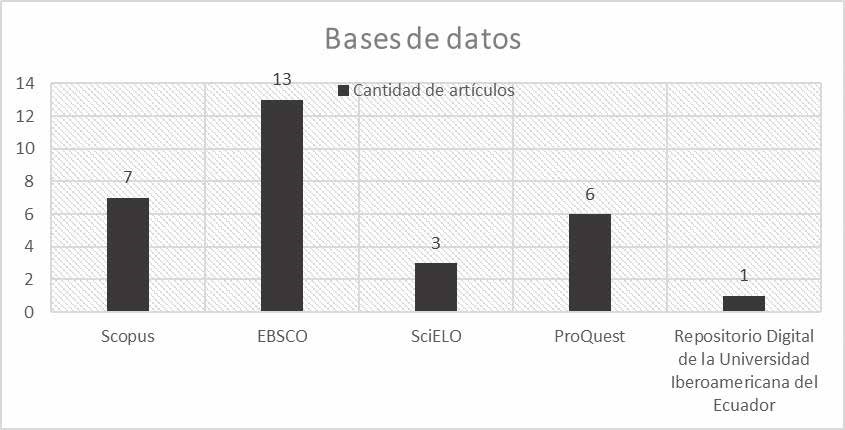 Bases de datos
Cantidad de artículos
14
12
10
8
6
4
2
0
7
13
3
6
1
Scopus
EBSCO
SciELO
ProQuest
Repositorio Digital
de la Universidad
Iberoamericana del
Ecuador